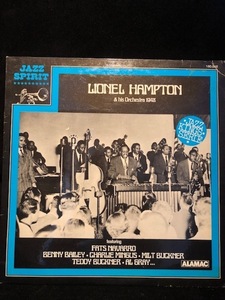 JAZZ
SPIRIT
LIONEL HAMPTON
& his Orchestra 1948
featuring
FATS NAVARRO
BENNY BAILEY - CHARLIE MINGUS - MILT BUCKNER
TEDDY BUCKNER - AL GRAY...
ALAMAC